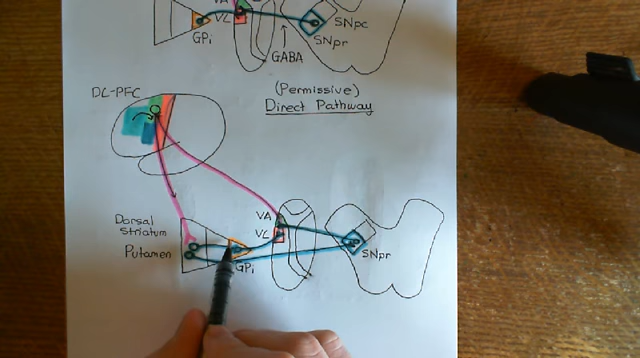 VA
VL
GPi
SNpc
SNpr
GABA
(Permissive)
Direct Pathway
DL-PFC
Dorsal
Striatum
Putamen
VA
VL
GPi
SNpr